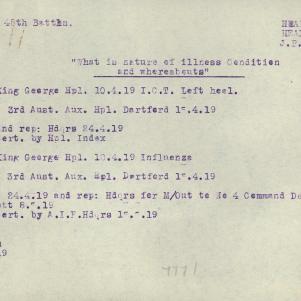 48th Battn.
"What is nature of illness Condition
and whereabouts"
King George Hpl. 10.4.19 I.C.T. Left heel.
3rd Aust. Aux. Hpl. Dartford
and rep: Hdqrs 24.4.19
ert. by Hpl. Index
King George Hpl. 10.4.19 Influenza
3rd Aust. Aux. Hpl. Dartford
24.4.19 and rep: Hdqrs for M/Out to No 4 Command De
ert. by A.I.F.Hdqrs